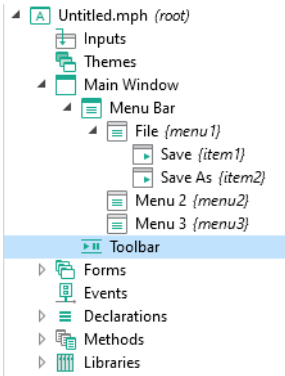 Untitled.mph (root)
Inputs
Themes
Main Window
Menu Bar
File {menu1}
Save {item1}
Save As {item2}
Menu 2 {menu2}
Menu 3 {menu3}
Toolbar
Forms
Events
Declarations
Methods
Libraries